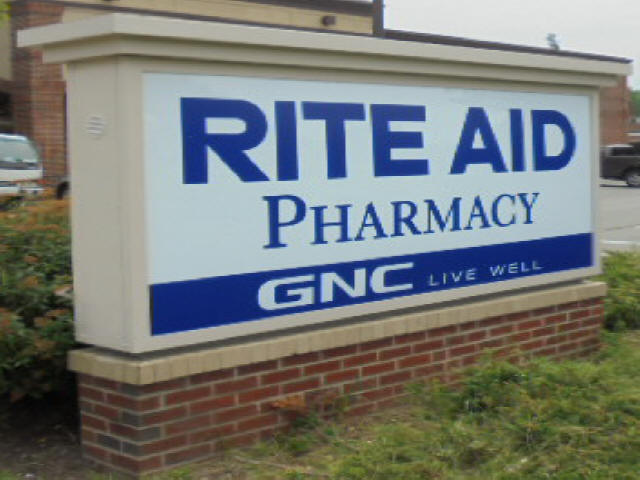 RITE AID
PHARMACY
GNC LIVE WELL